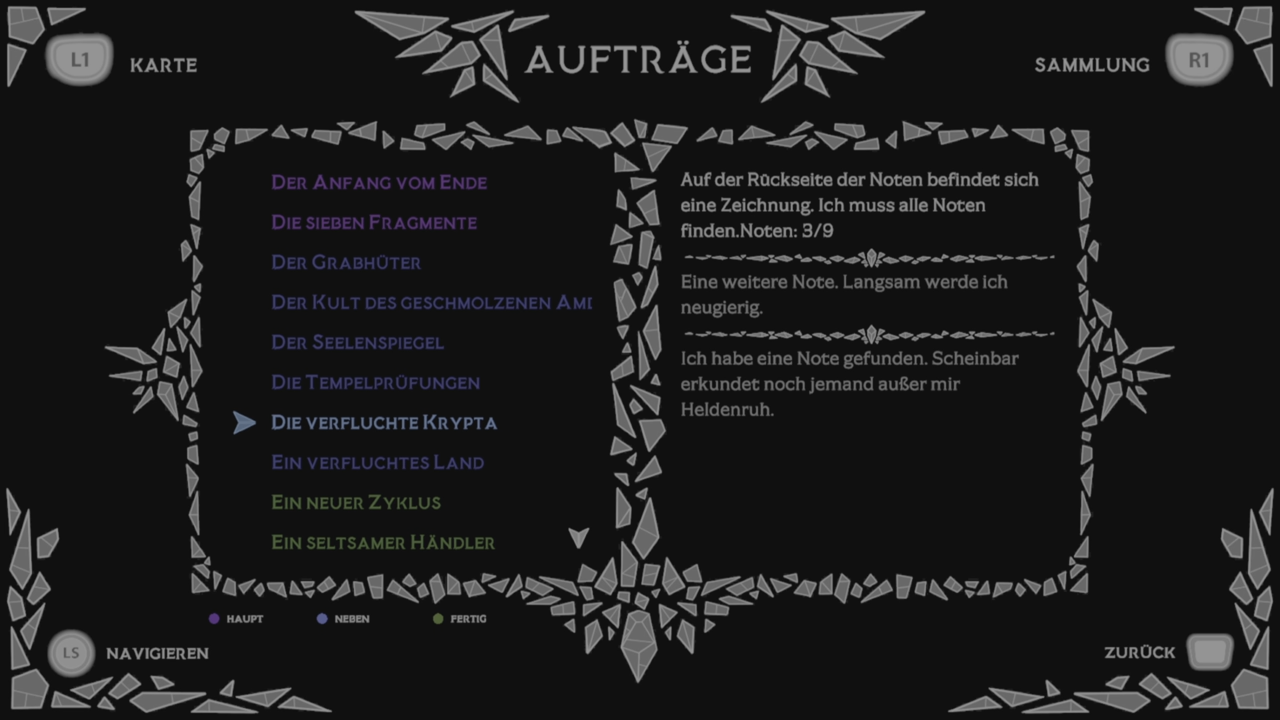 L1
KARTE
AUFTRÄGE
SAMMLUNG
R1
DER ANFANG VOM ENDE
DIE SIEBEN FRAGMENTE
DER GRABHÜTER
DER KULT DES GESCHMOLZENEN AMI
DER SEELENSPIEGEL
DIE TEMPELPRÜFUNGEN
DIE VERFLUCHTE KRYPTA
EIN VERFLUCHTES LAND
EIN NEUER ZYKLUS
EIN SELTSAMER HÄNDLER
Auf der Rückseite der Noten befindet sich
eine Zeichnung. Ich muss alle Noten
finden.Noten: 3/9
Eine weitere Note. Langsam werde ich
neugierig.
Ich habe eine Note gefunden. Scheinbar
erkundet noch jemand außer mir
Heldenruh.
HAUPT
NEBEN
FERTIG
LS
NAVIGIEREN
ZURÜCK